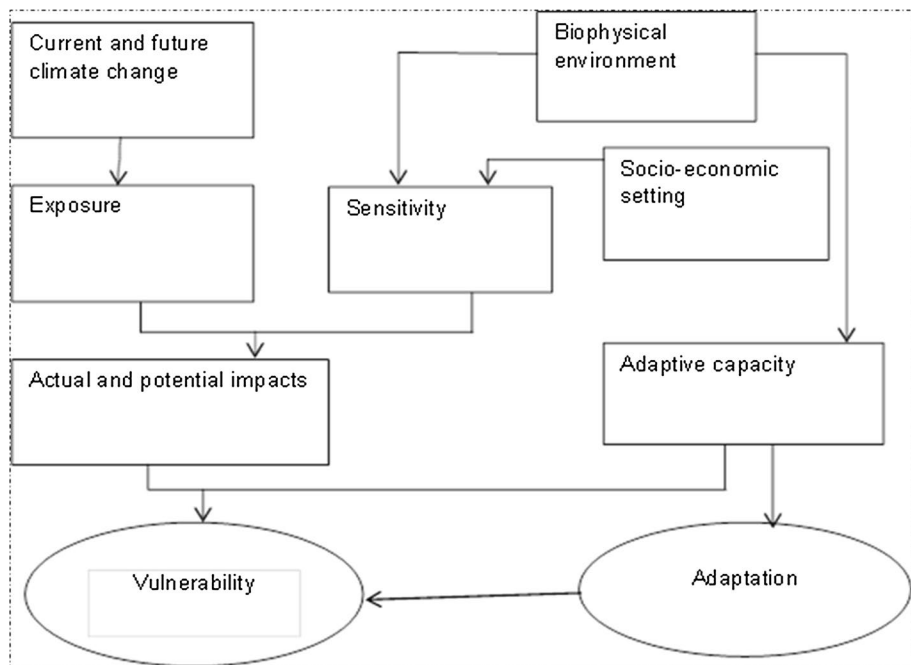 Current and future
climate change
Biophysical
environment
Socio-economic
setting
Exposure
Sensitivity
Actual and potential impacts
Adaptive capacity
Vulnerability
Adaptation